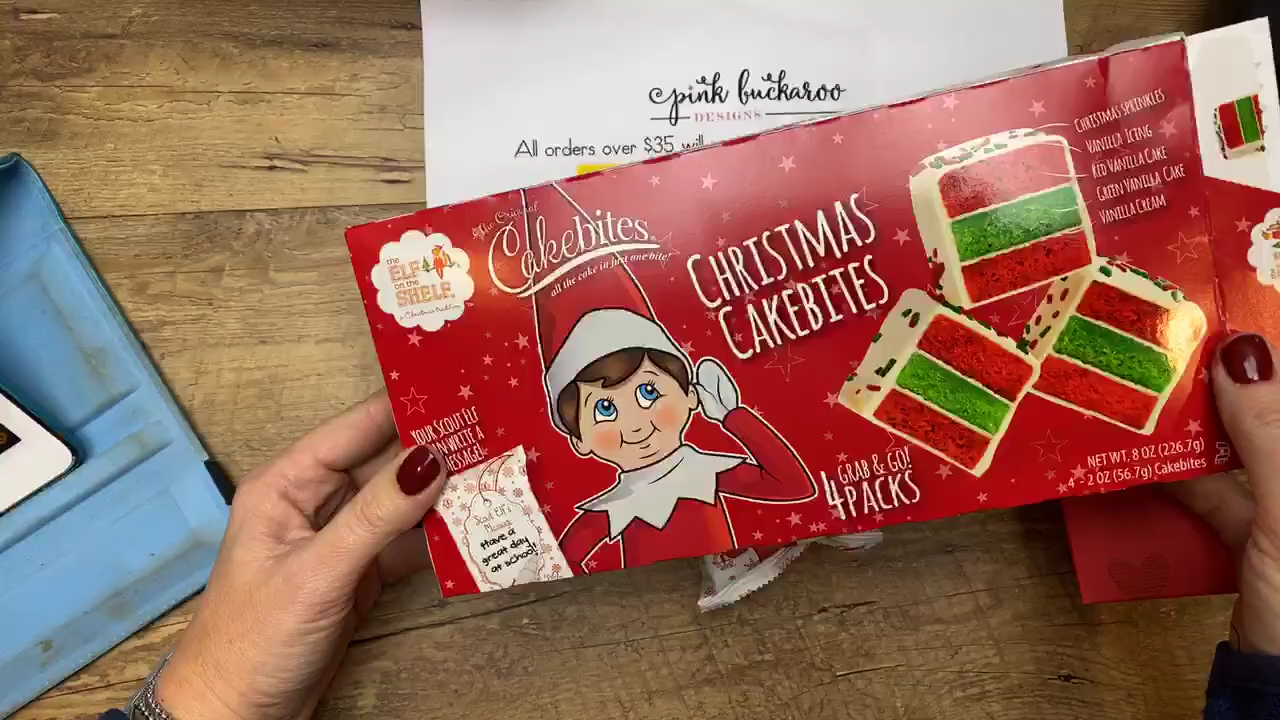 pink buckaroo
DESIGNS
All orders over $35 will
the
ELF
on the
SHELF®
a Christmas tradition™
The Original
Cakebites®
all the cake in just one bite!
CHRISTMAS
CAKEBITES
CHRISTMAS SPRINKLES
VANILLA ICING
RED VANILLA CAKE
GREEN VANILLA CAKE
VANILLA CREAM
YOUR SCOUT ELF
WRITE A
MESSAGE!
Scout Elf's
Message
Have a
great day
at school!
4 GRAB & GO!
PACKS
NET WT. 8 OZ (226.7g)
4 - 2 OZ (56.7g) Cakebites